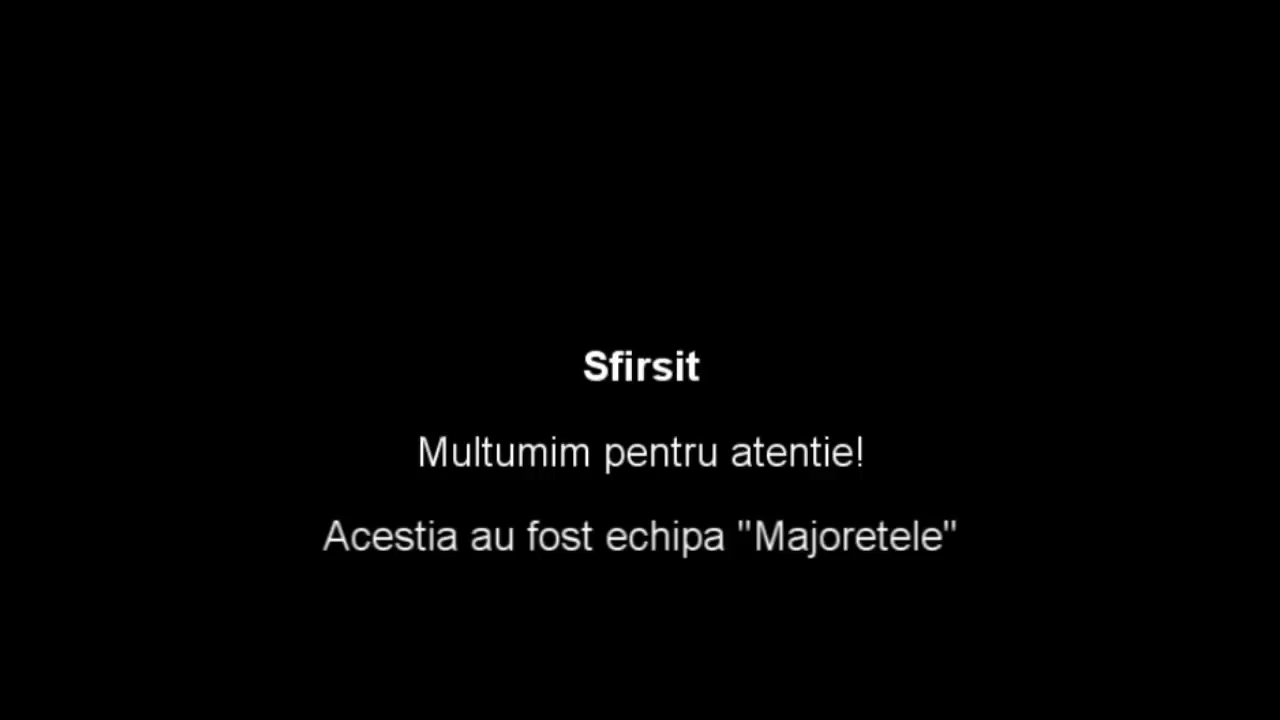 Sfirsit
Multumim pentru atentie!
Acestia au fost echipa "Majoretele"